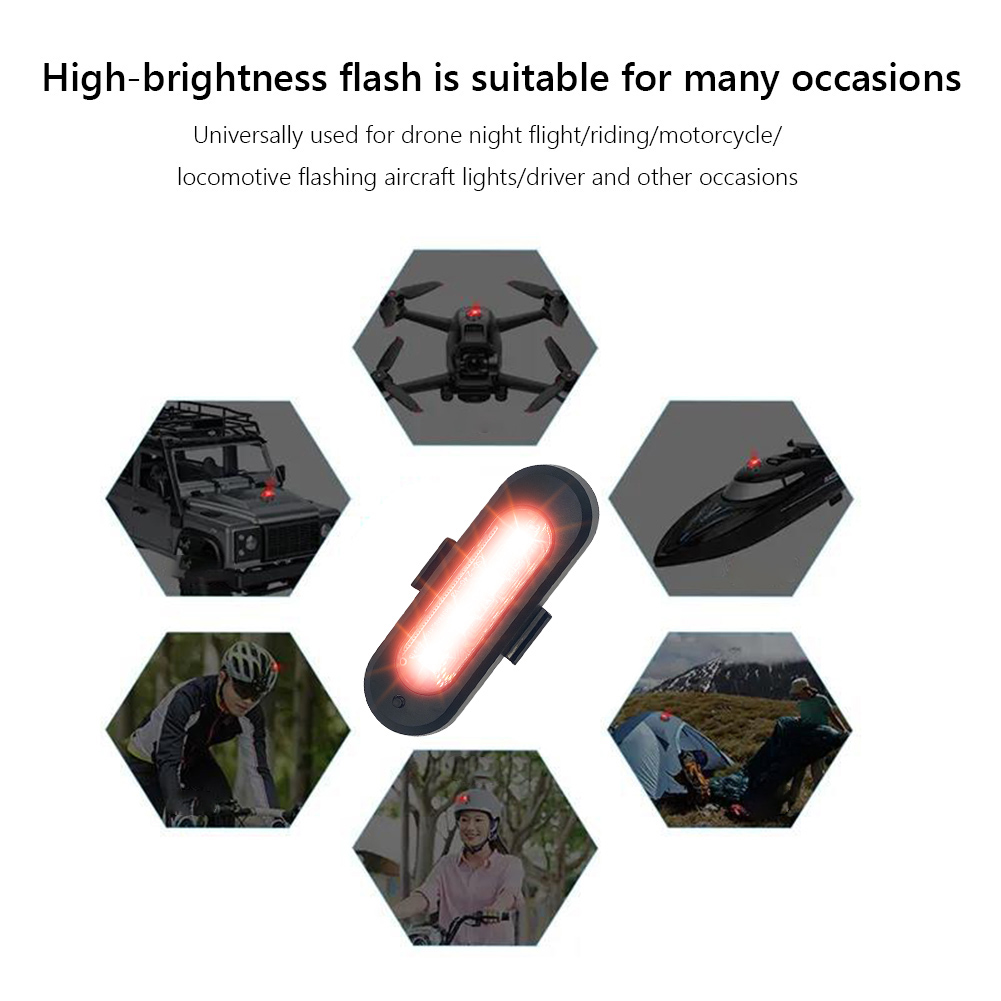 High-brightness flash is suitable for many occasions
Universally used for drone night flight/riding/motorcycle/
locomotive flashing aircraft lights/driver and other occasions